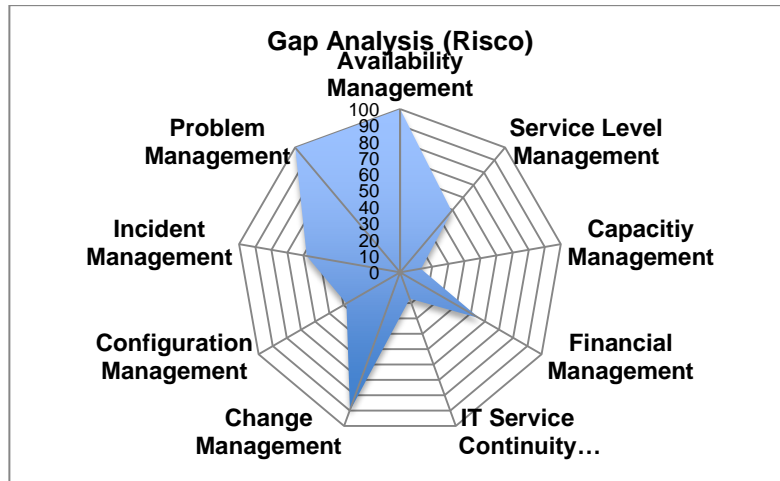 Gap Analysis (Risco)
Availability
Management
100
90
80
70
60
50
40
30
20
10
0
Service Level
Management
Capacitiy
Management
Financial
Management
IT Service
Continuity…
Change
Management
Configuration
Management
Incident
Management
Problem
Management